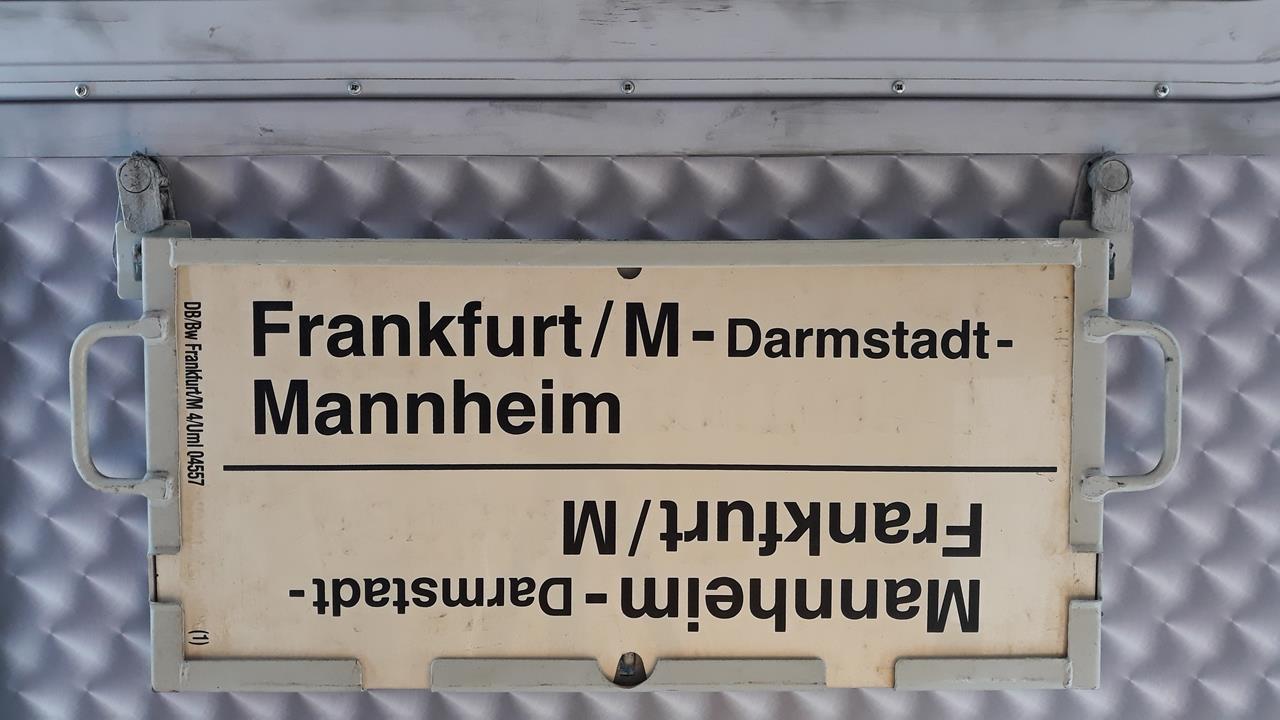 Frankfurt/M - Darmstadt -
Mannheim
Mannheim - Darmstadt -
Frankfurt/M
DB/Bw Frankfurt/M 4/Uml 04557
(1)